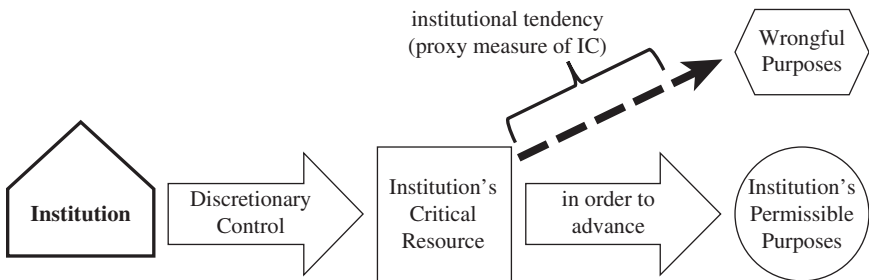 institutional tendency
(proxy measure of IC)
Wrongful
Purposes
Institution
Discretionary
Control
Institution's
Critical
Resource
in order to
advance
Institution's
Permissible
Purposes